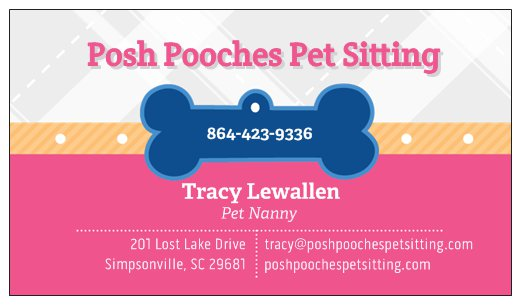 Posh Pooches Pet Sitting
864-423-9336
Tracy Lewallen
Pet Nanny
201 Lost Lake Drive
Simpsonville, SC 29681
tracy@poshpoochespetsitting.com
poshpoochespetsitting.com